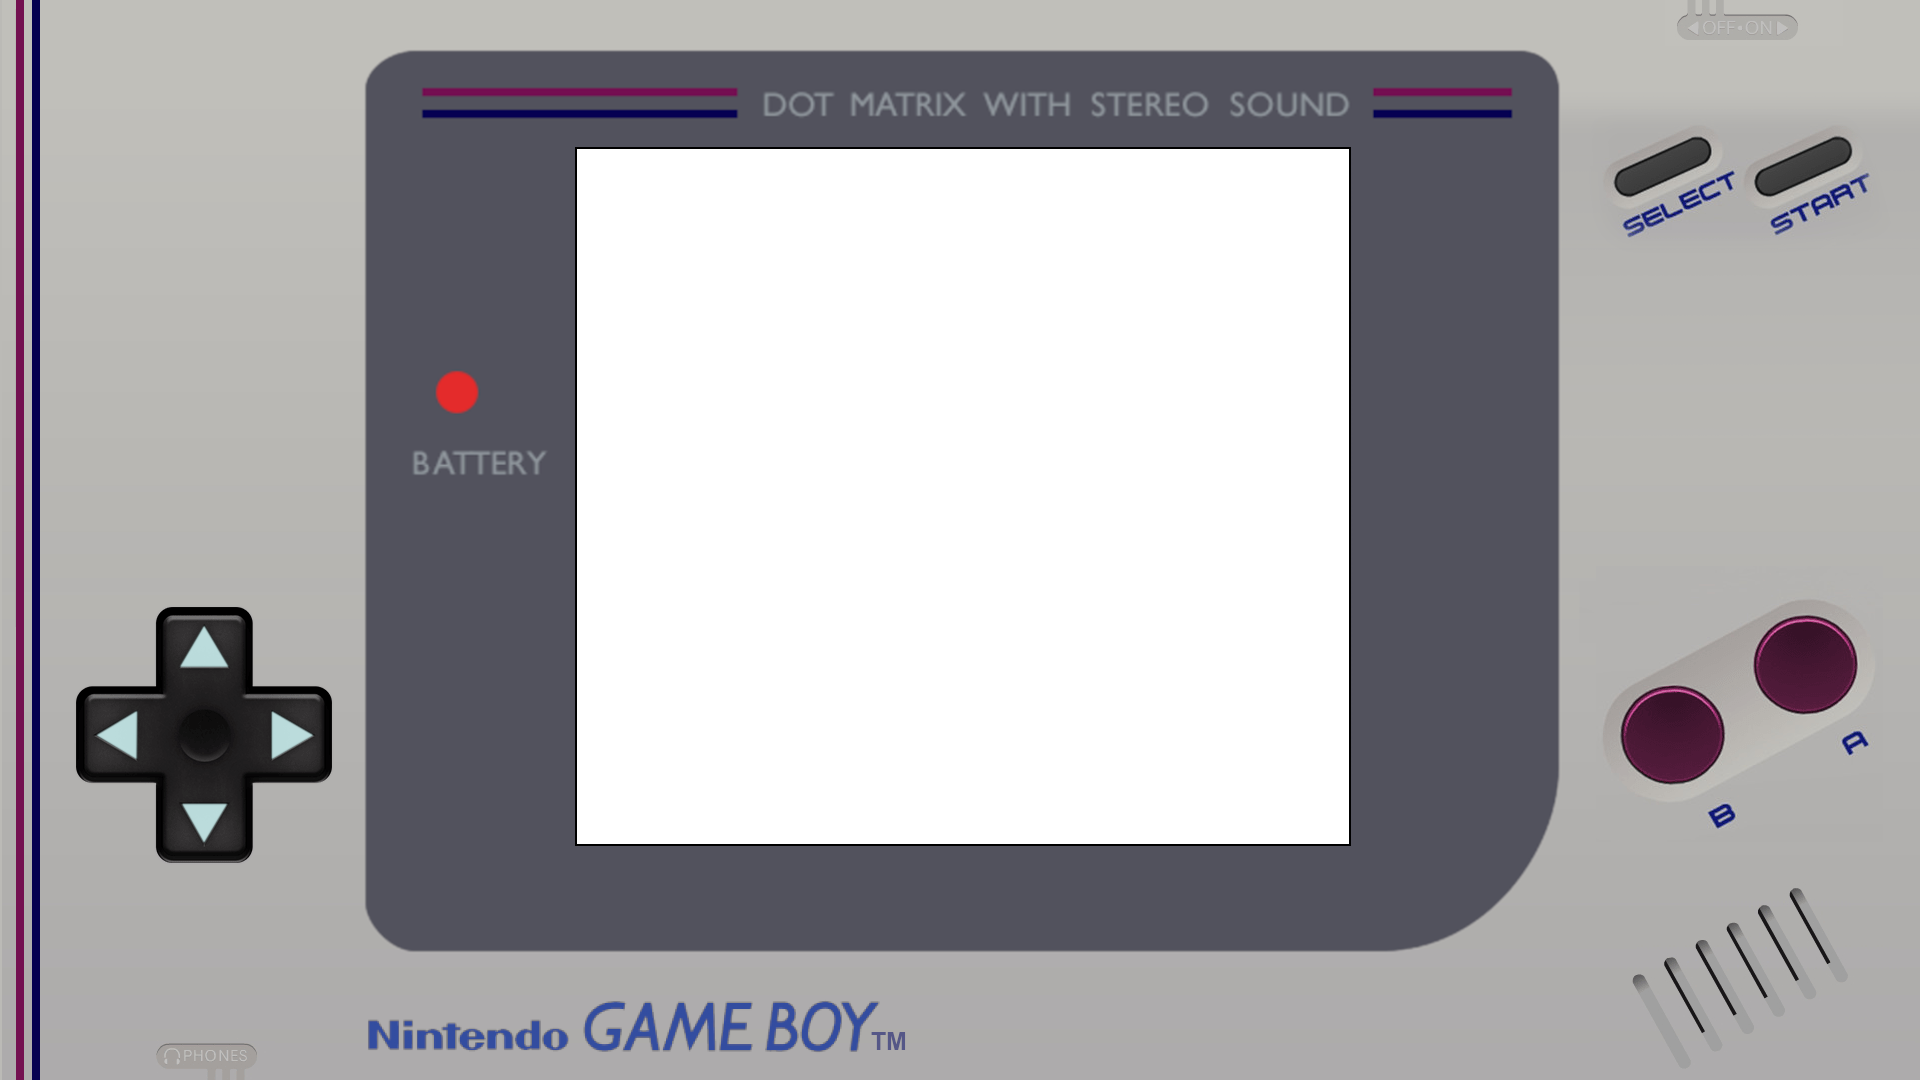 ◀OFF•ON▶
DOT MATRIX WITH STEREO SOUND
SELECT
START
BATTERY
A
B
Nintendo GAME BOY TM
PHONES